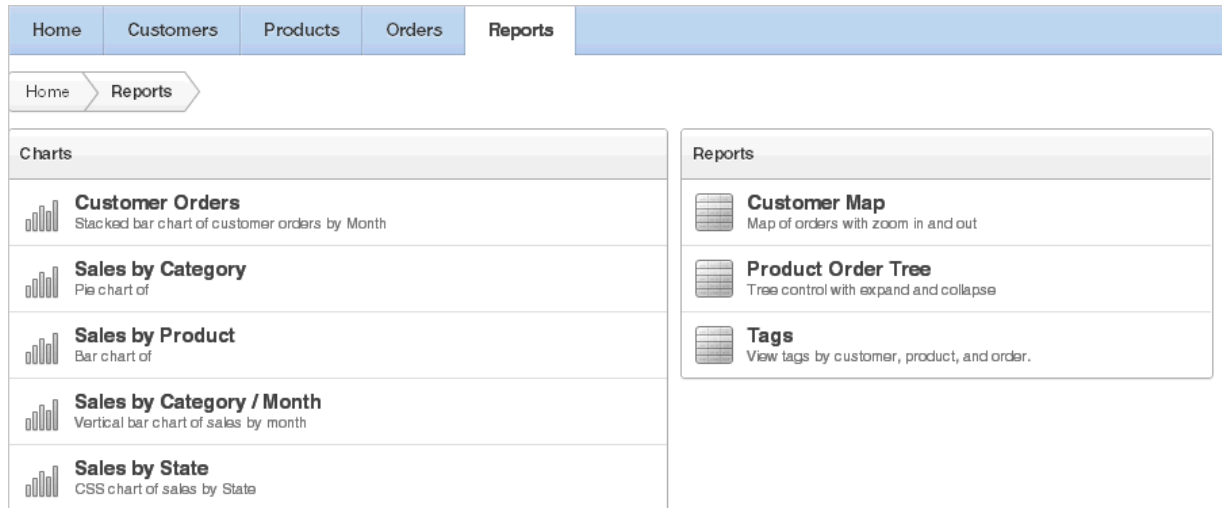 Home Customers Products Orders Reports
Home Reports
Charts
Customer Orders
Stacked bar chart of customer orders by Month
Sales by Category
Pie chart of
Sales by Product
Bar chart of
Sales by Category / Month
Vertical bar chart of sales by month
Sales by State
CSS chart of sales by State
Reports
Customer Map
Map of orders with zoom in and out
Product Order Tree
Tree control with expand and collapse
Tags
View tags by customer, product, and order.